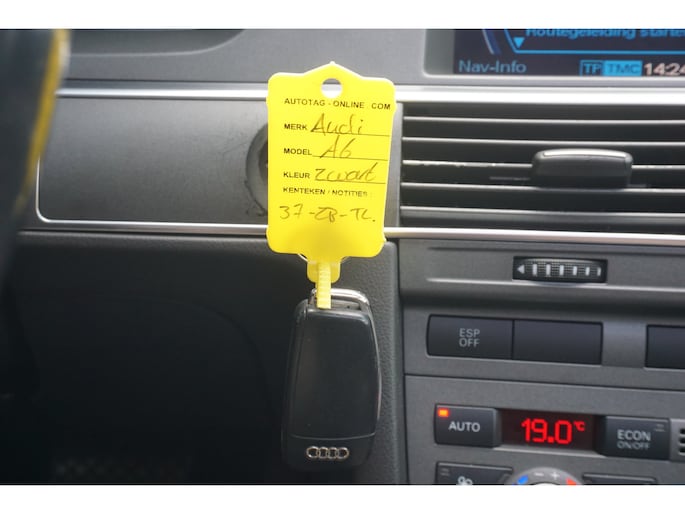 Routegeleiding starten
Nav-Info TP TMC 14:24
AUTOTAG-ONLINE.COM
MERK Audi
MODEL A6
KLEUR Zwart
KENTEKEN / NOTITIES:
37-ZB-TL.
ESP
OFF
AUTO
19.0°C
ECON
ON/OFF